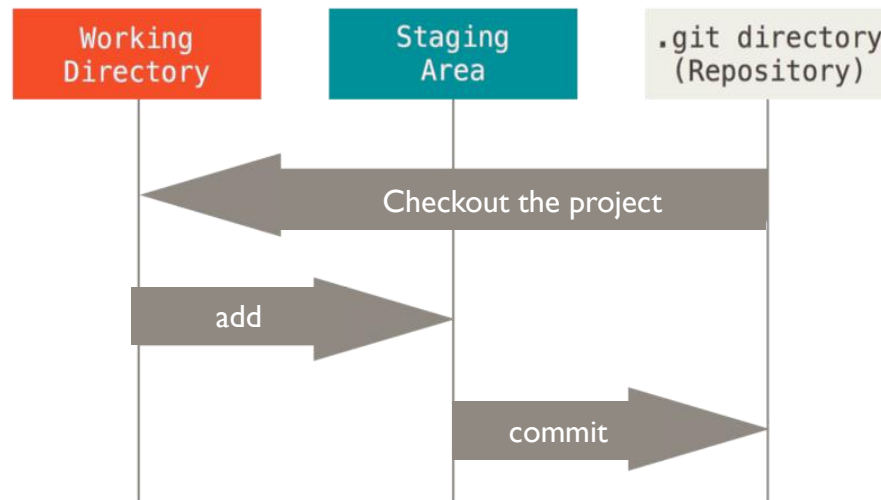 Working
Directory
Staging
Area
.git directory
(Repository)
Checkout the project
add
commit